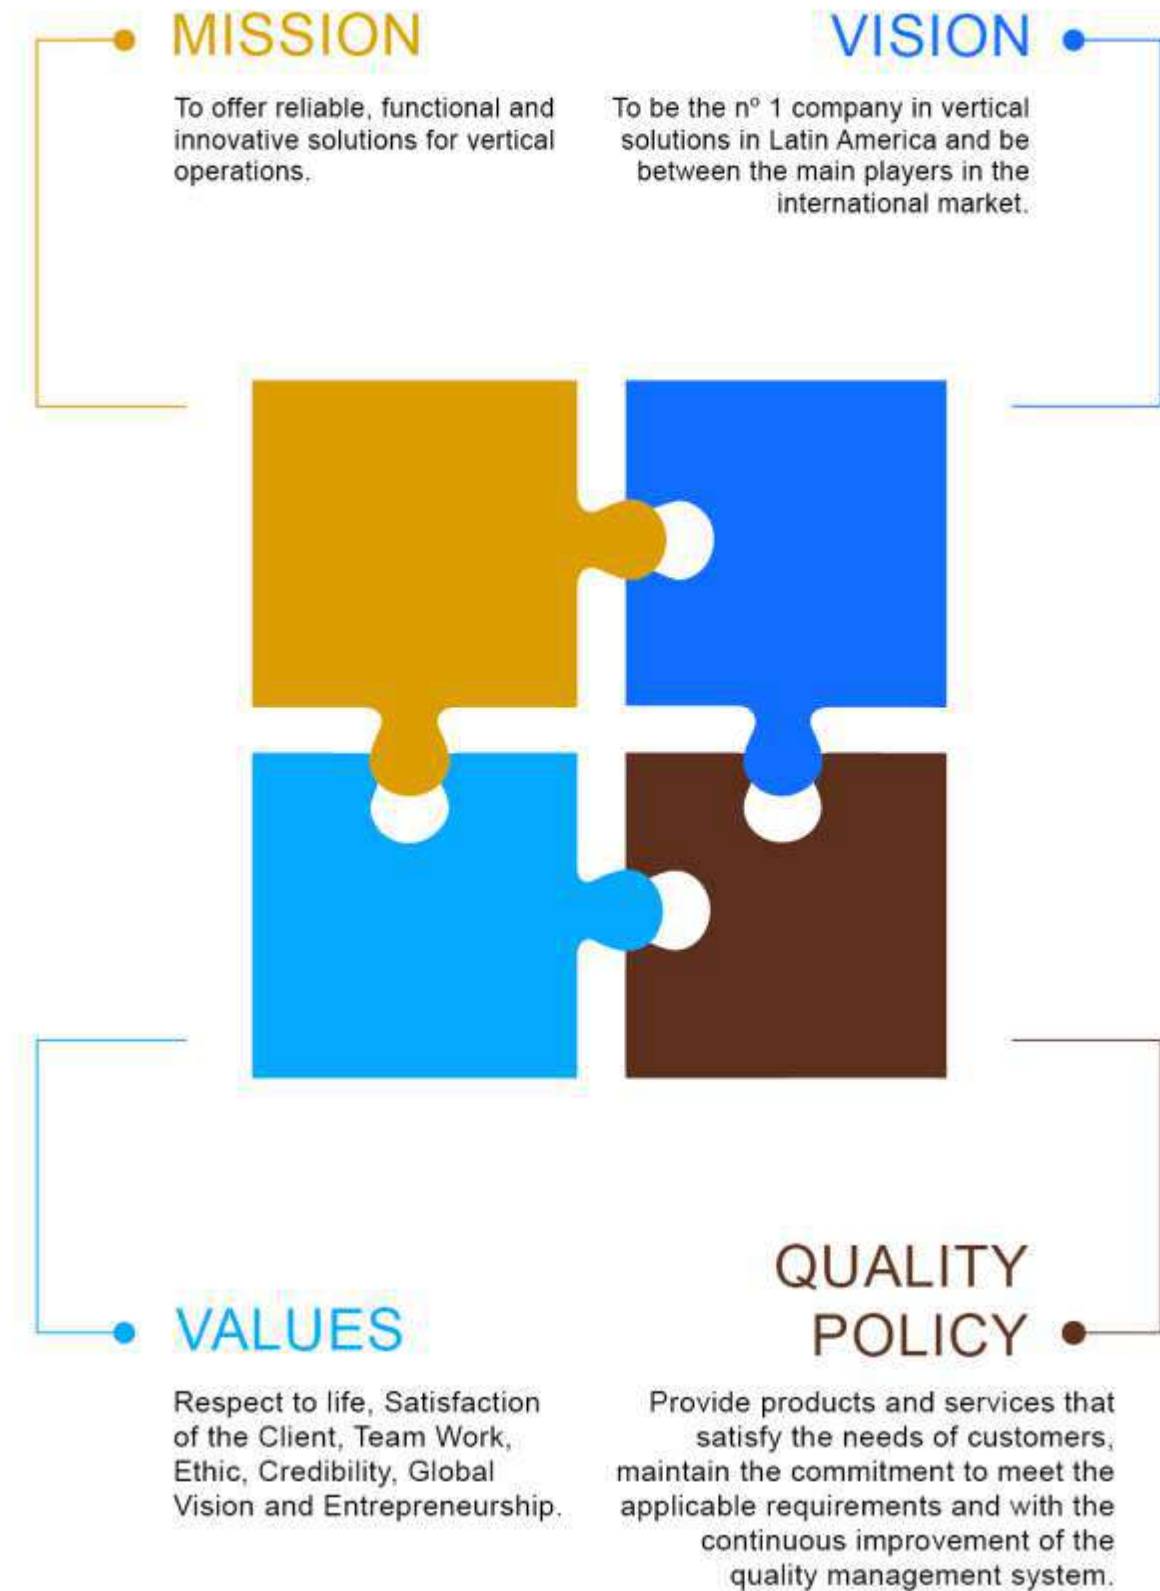 MISSION
To offer reliable, functional and
innovative solutions for vertical
operations.
VISION
To be the nº 1 company in vertical
solutions in Latin America and be
between the main players in the
international market.
VALUES
Respect to life, Satisfaction
of the Client, Team Work,
Ethic, Credibility, Global
Vision and Entrepreneurship.
QUALITY
POLICY
Provide products and services that
satisfy the needs of customers,
maintain the commitment to meet the
applicable requirements and with the
continuous improvement of the
quality management system.